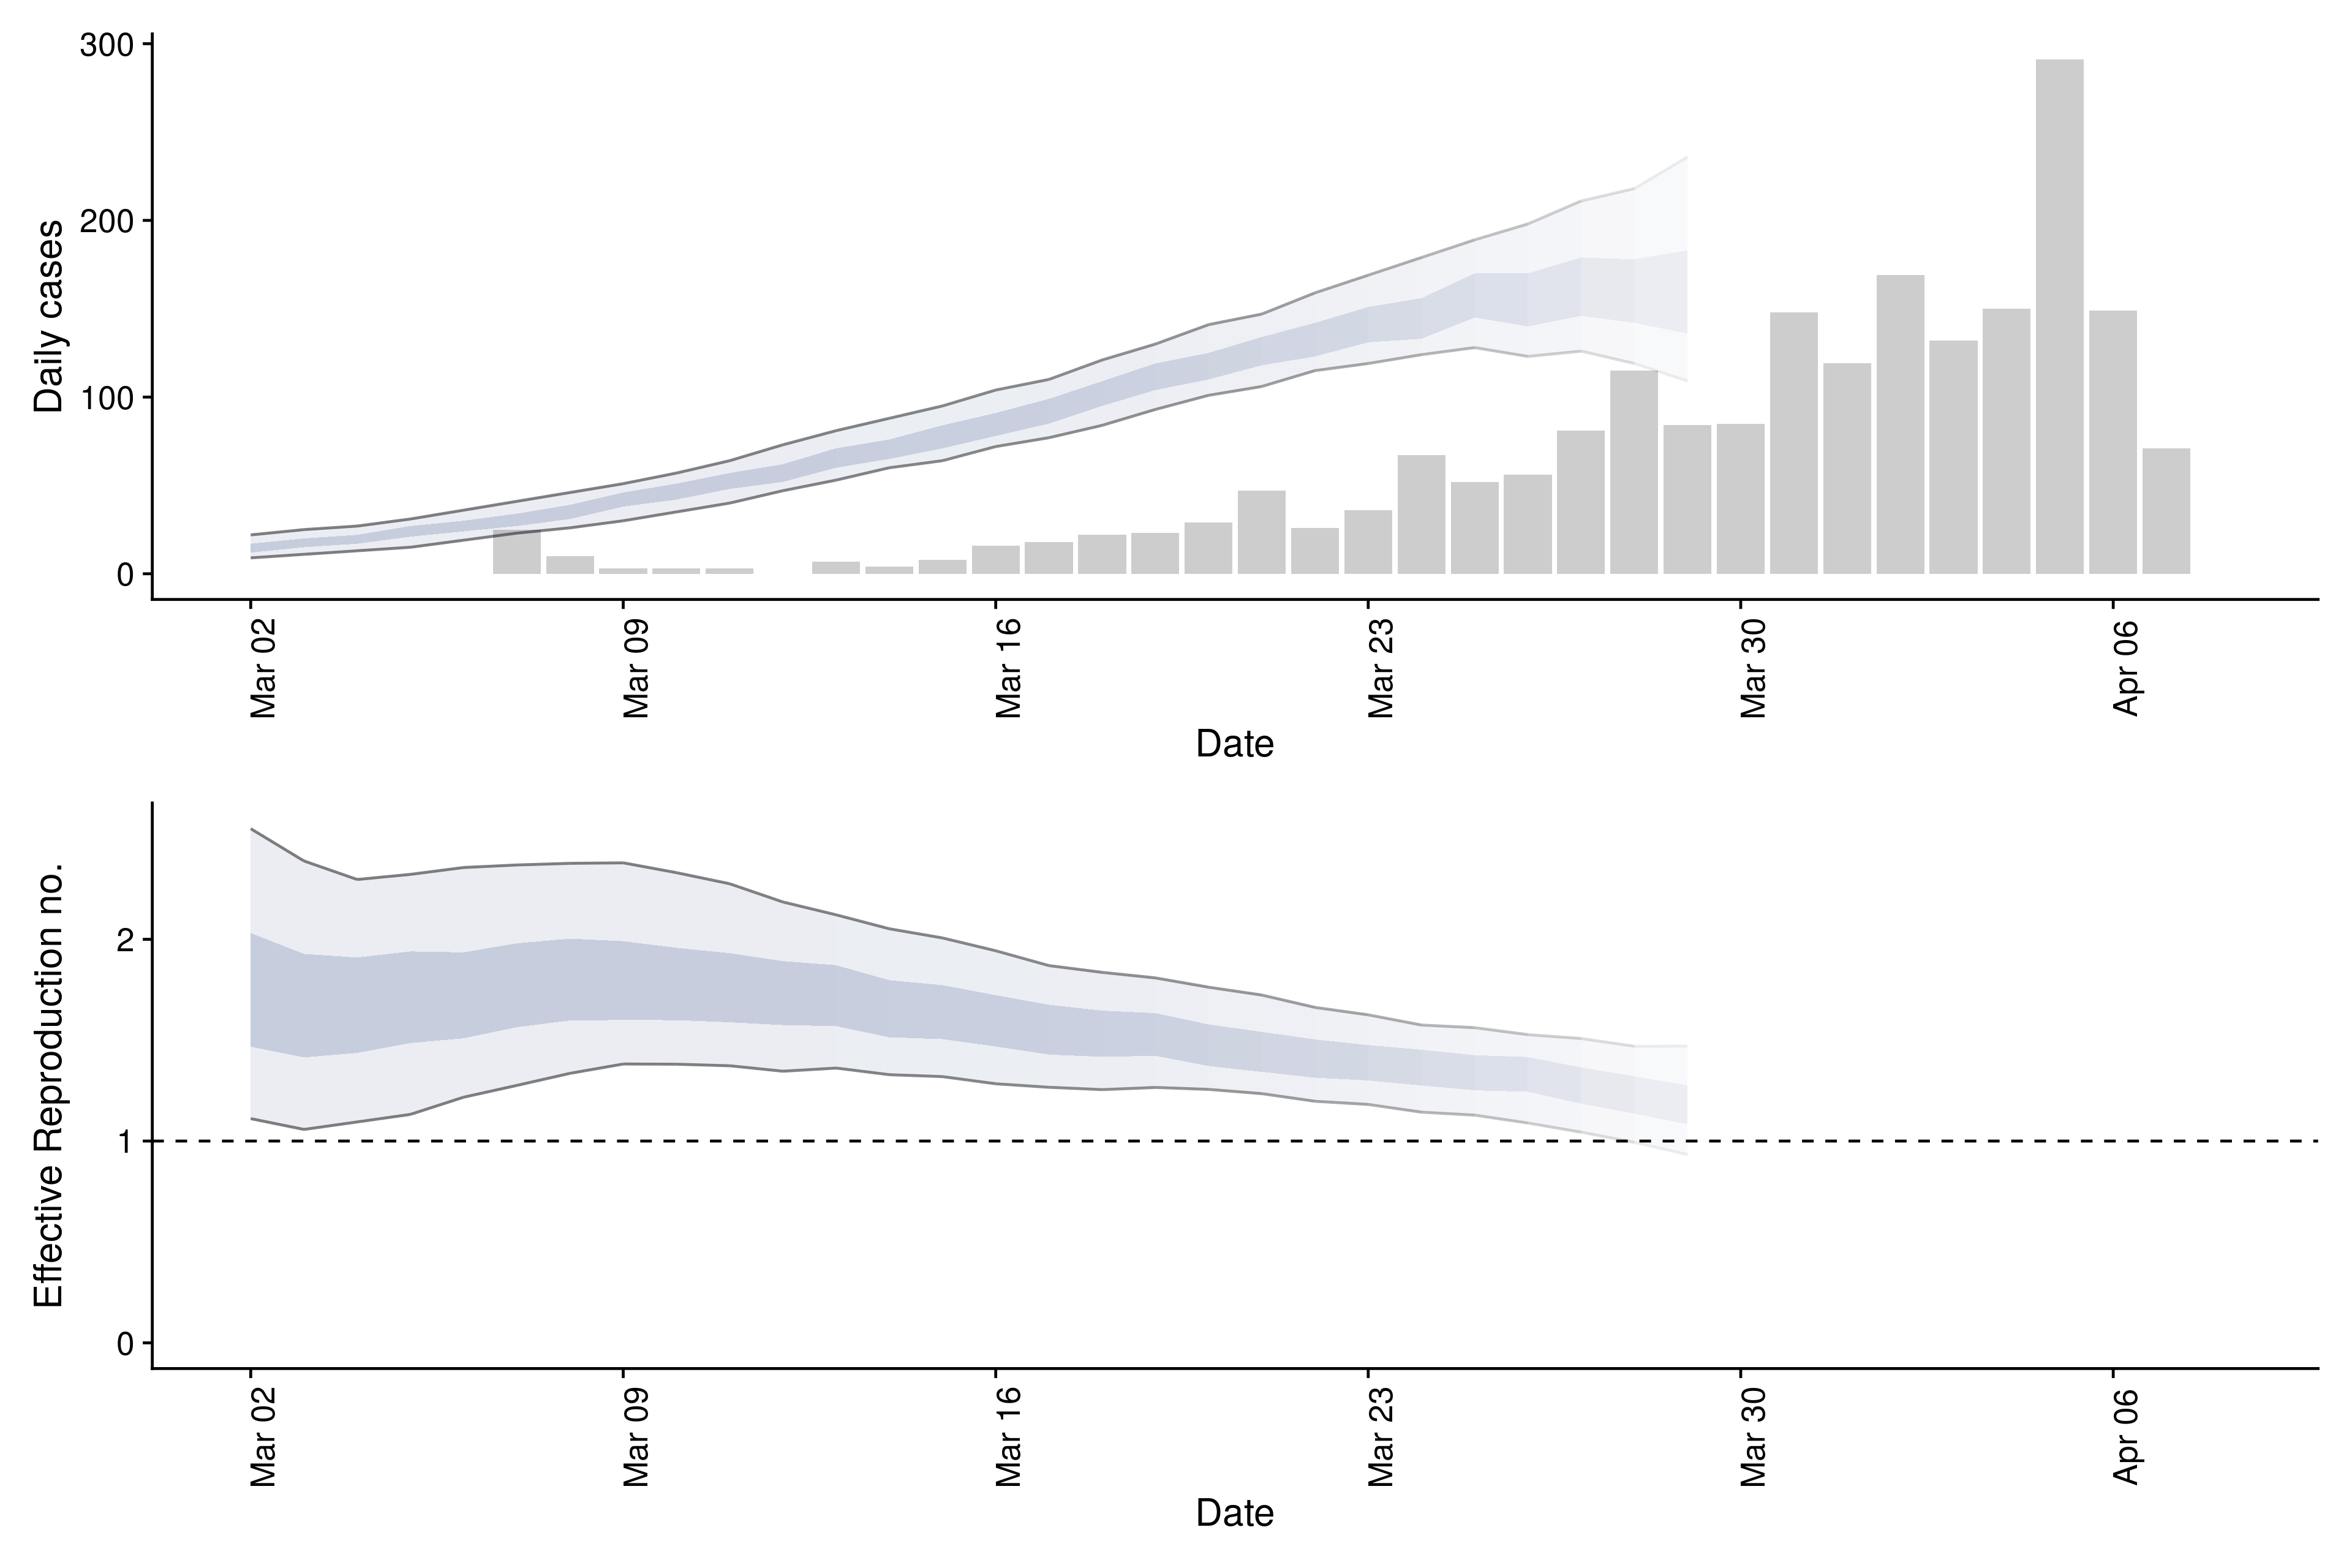 Daily cases
300
200
100
0
Mar 02
Mar 09
Mar 16
Mar 23
Mar 30
Apr 06
Date
Effective Reproduction no.
2
1
0
Mar 02
Mar 09
Mar 16
Mar 23
Mar 30
Apr 06
Date